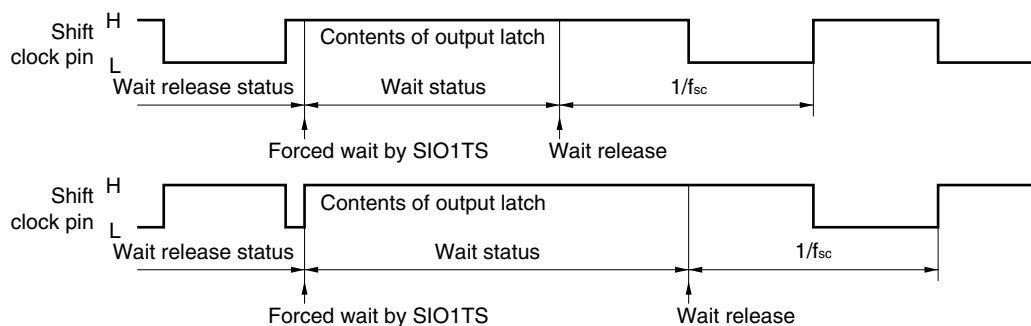 H
Shift
clock pin
L
Contents of output latch
Wait release status
Wait status
1/fsc
Forced wait by SIO1TS
Wait release
H
Shift
clock pin
L
Contents of output latch
Wait release status
Wait status
1/fsc
Forced wait by SIO1TS
Wait release